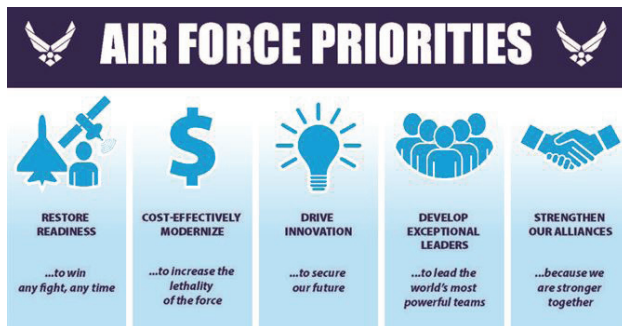 AIR FORCE PRIORITIES
RESTORE
READINESS
...to win
any fight, any time
COST-EFFECTIVELY
MODERNIZE
...to increase the
lethality
of the force
DRIVE
INNOVATION
...to secure
our future
DEVELOP
EXCEPTIONAL
LEADERS
...to lead the
world's most
powerful teams
STRENGTHEN
OUR ALLIANCES
...because we
are stronger
together